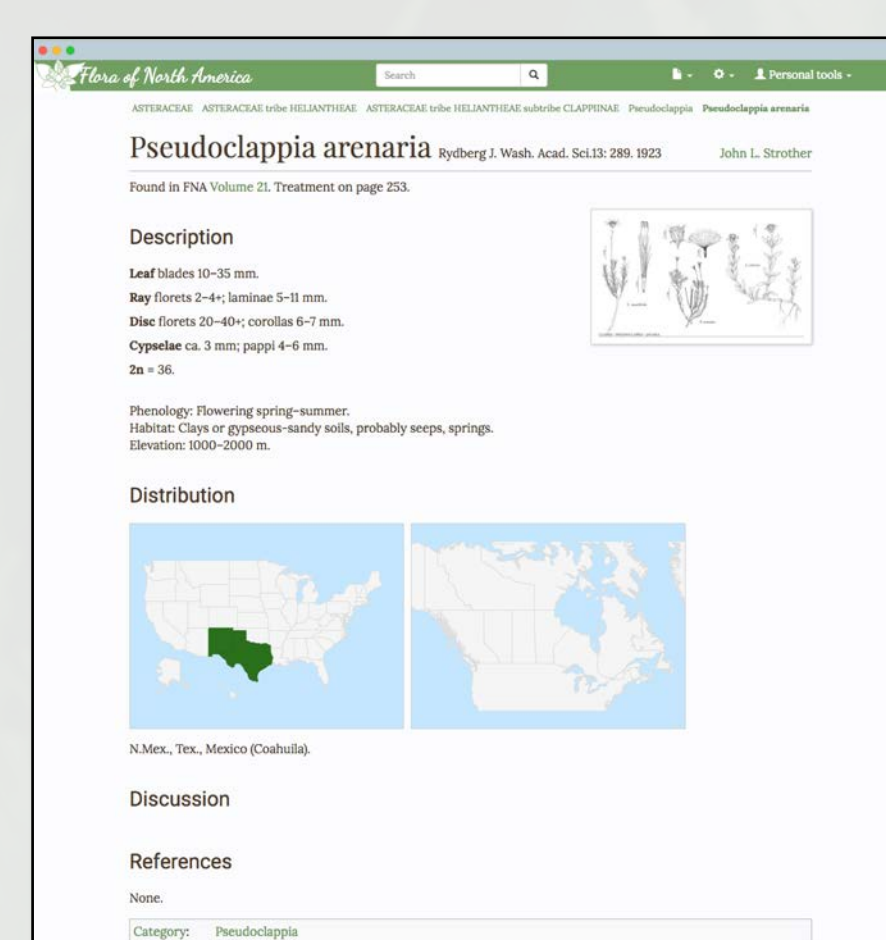 Flora of North America
Search
Personal tools
ASTERACEAE ASTERACEAE tribe HELIANTHEAE ASTERACEAE tribe HELIANTHEAE subtribe CLAPPIINAE Pseudoclappia Pseudoclappia arenaria
Pseudoclappia arenaria Rydberg J. Wash. Acad. Sci.13: 289. 1923 John L. Strother
Found in FNA Volume 21. Treatment on page 253.
Description
Leaf blades 10–35 mm.
Ray florets 2–4+; laminae 5–11 mm.
Disc florets 20–40+; corollas 6–7 mm.
Cypselae ca. 3 mm; pappi 4–6 mm.
2n = 36.
Phenology: Flowering spring–summer.
Habitat: Clays or gypseous-sandy soils, probably seeps, springs.
Elevation: 1000–2000 m.
Distribution
N.Mex., Tex., Mexico (Coahuila).
Discussion
References
None.
Category: Pseudoclappia